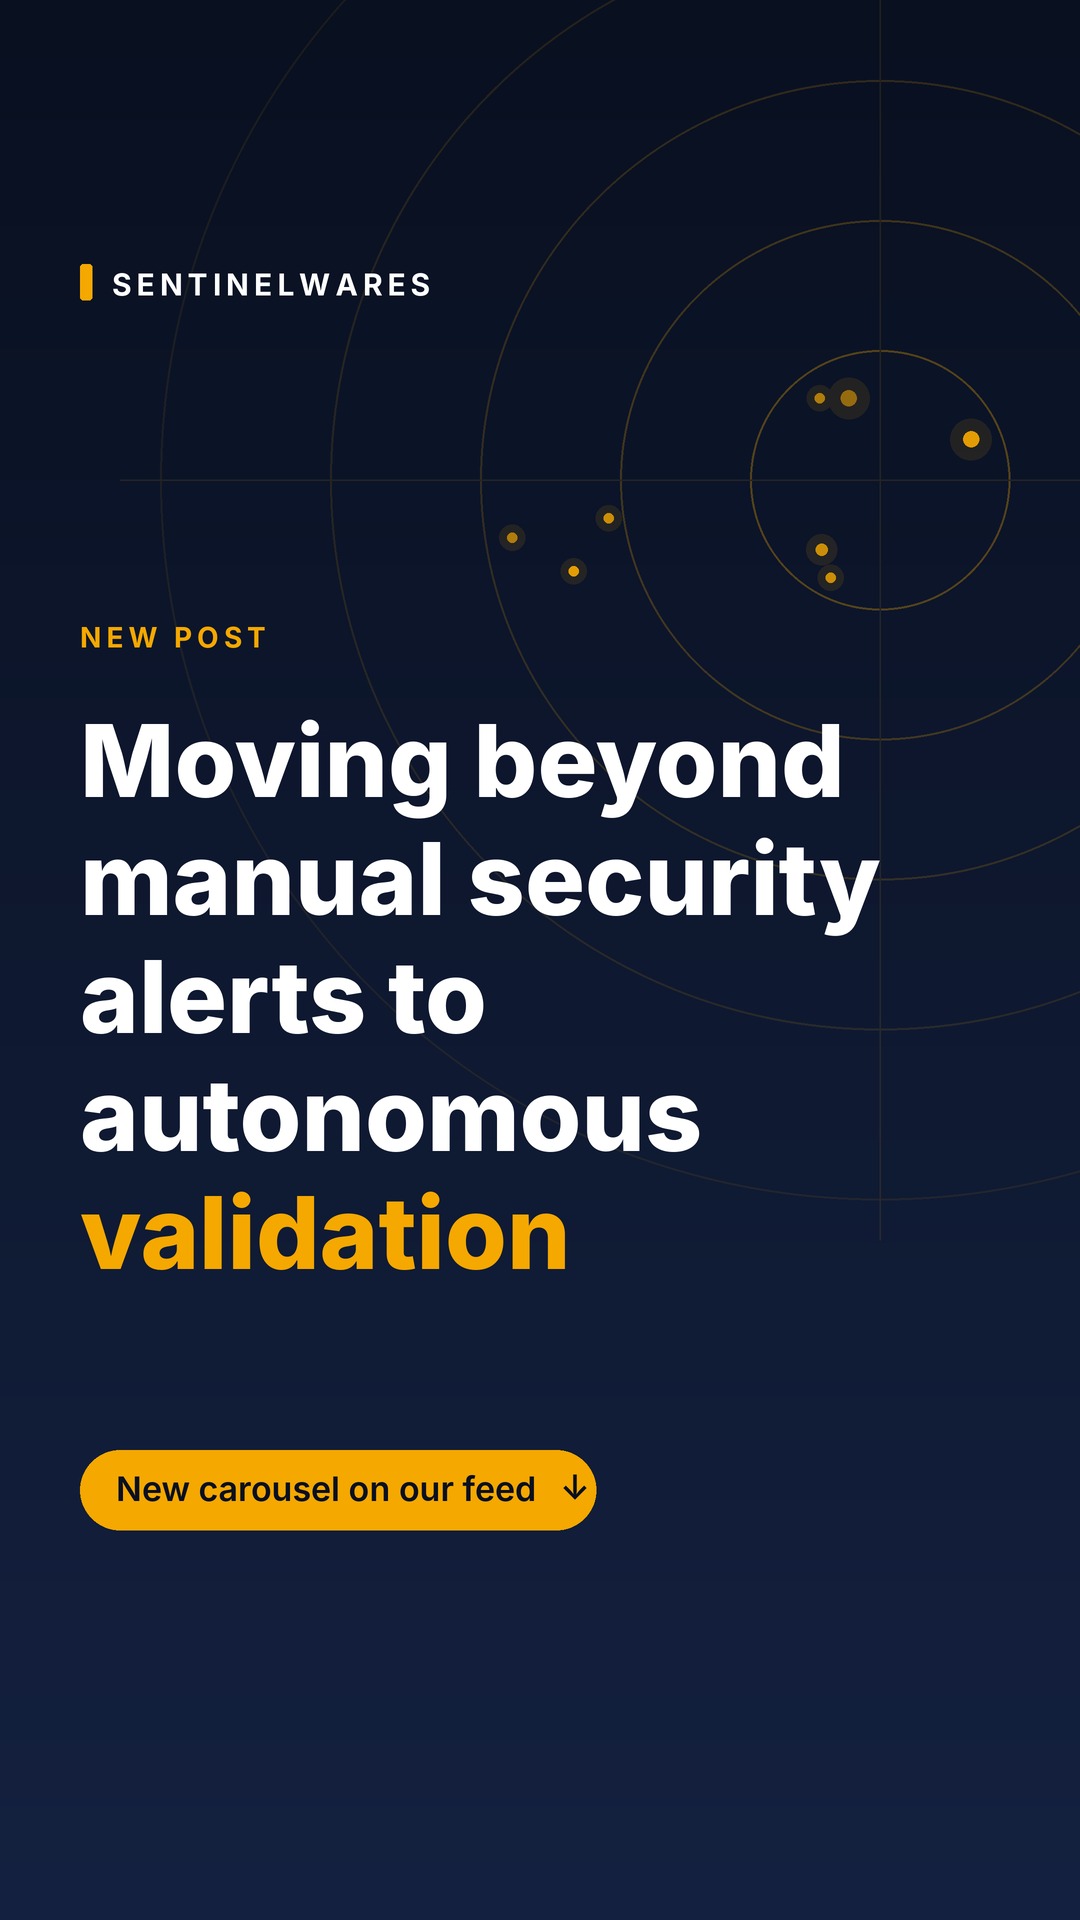 SENTINELWARES
NEW POST
Moving beyond
manual security
alerts to
autonomous
validation
New carousel on our feed ↓